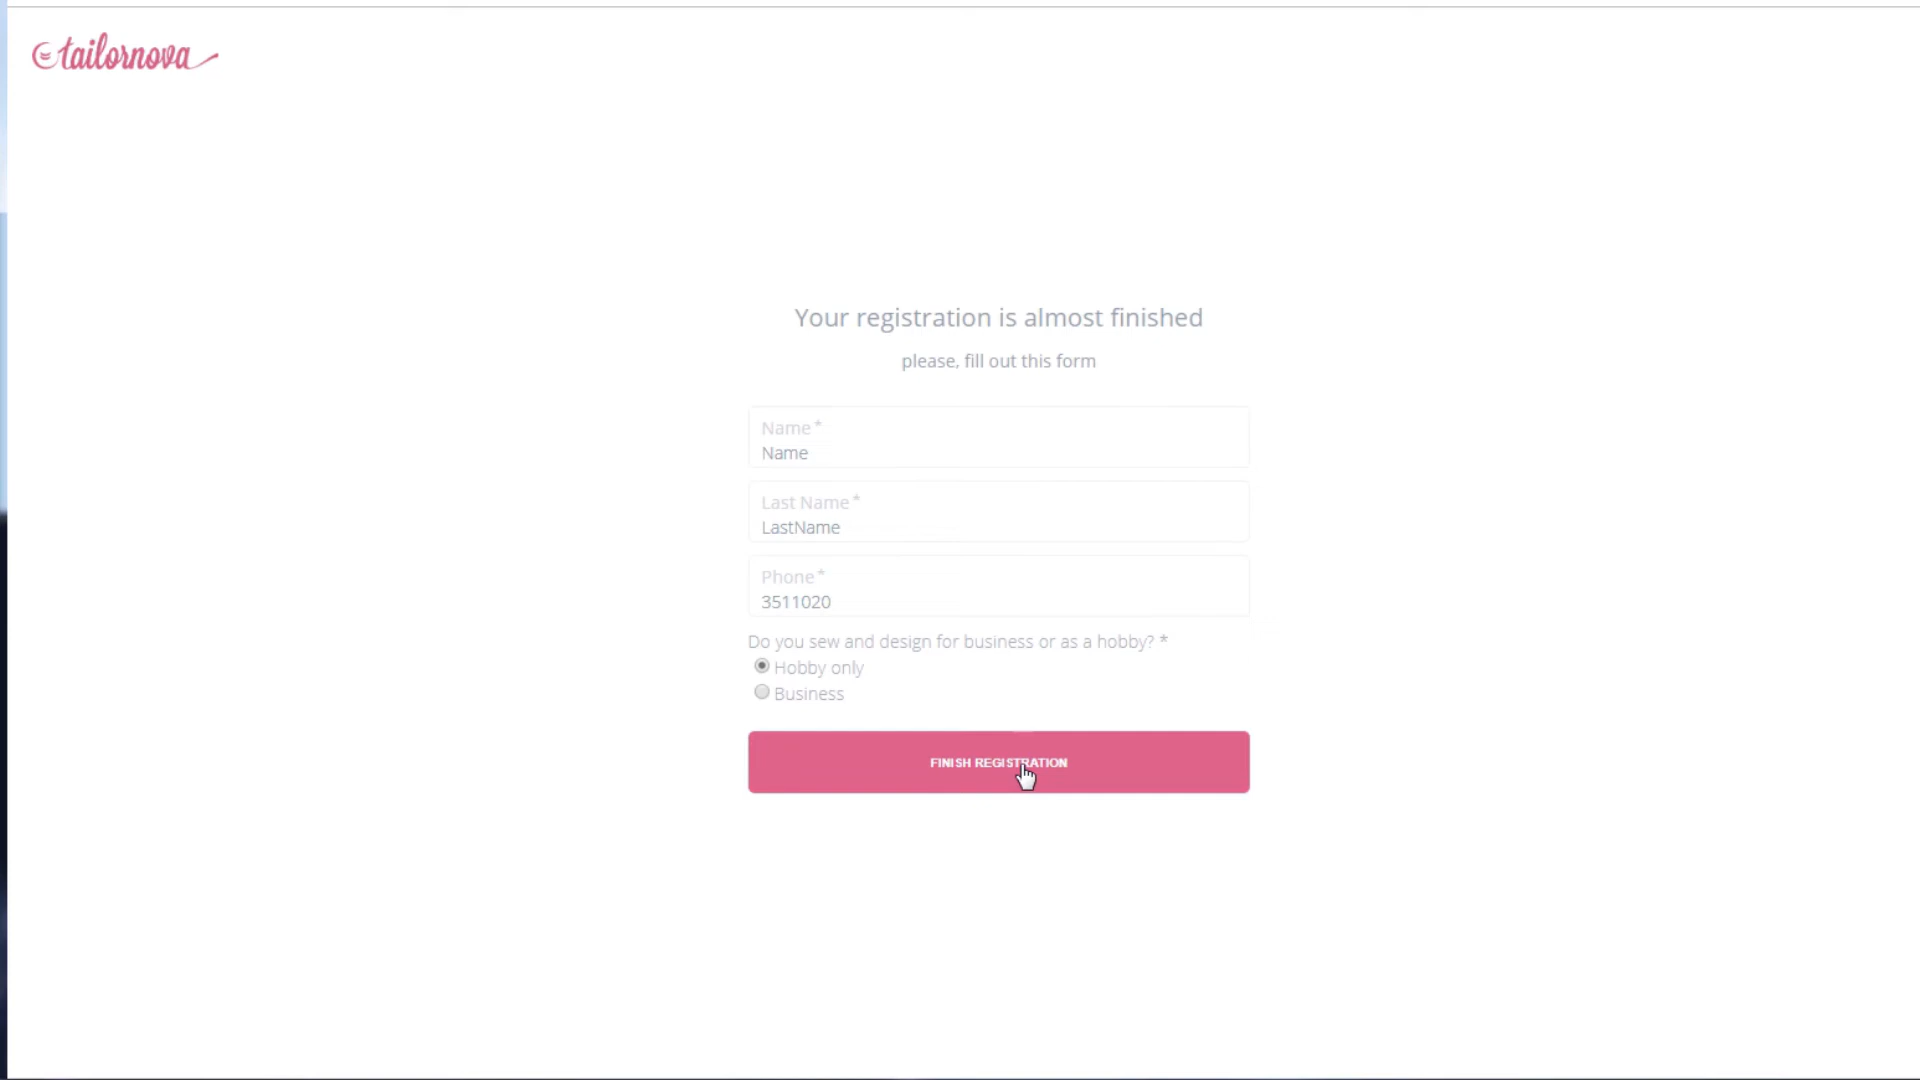 tailornova
Your registration is almost finished
please, fill out this form
Name *
Name
Last Name *
LastName
Phone *
3511020
Do you sew and design for business or as a hobby? *
Hobby only
Business
FINISH REGISTRATION